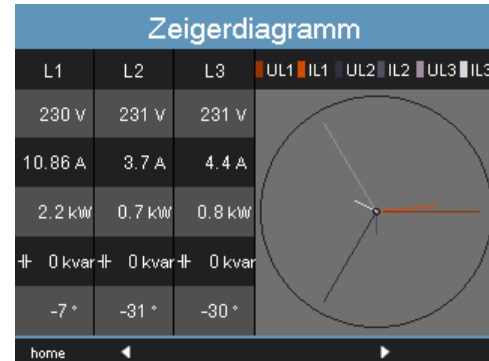 Zeigerdiagramm
L1 L2 L3 UL1 IL1 UL2 IL2 UL3 IL3
230 V 231 V 231 V
10.86 A 3.7 A 4.4 A
2.2 kW 0.7 kW 0.8 kW
0 kvar 0 kvar 0 kvar
-7 ° -31 ° -30 °
home